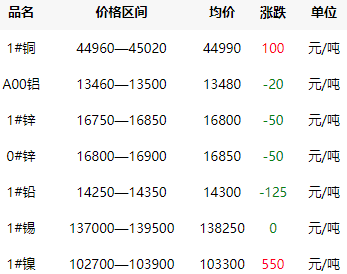 品名 价格区间 均价 涨跌 单位
1#铜 44960—45020 44990 100 元/吨
A00铝 13460—13500 13480 -20 元/吨
1#锌 16750—16850 16800 -50 元/吨
0#锌 16800—16900 16850 -50 元/吨
1#铅 14250—14350 14300 -125 元/吨
1#锡 137000—139500 138250 0 元/吨
1#镍 102700—103900 103300 550 元/吨